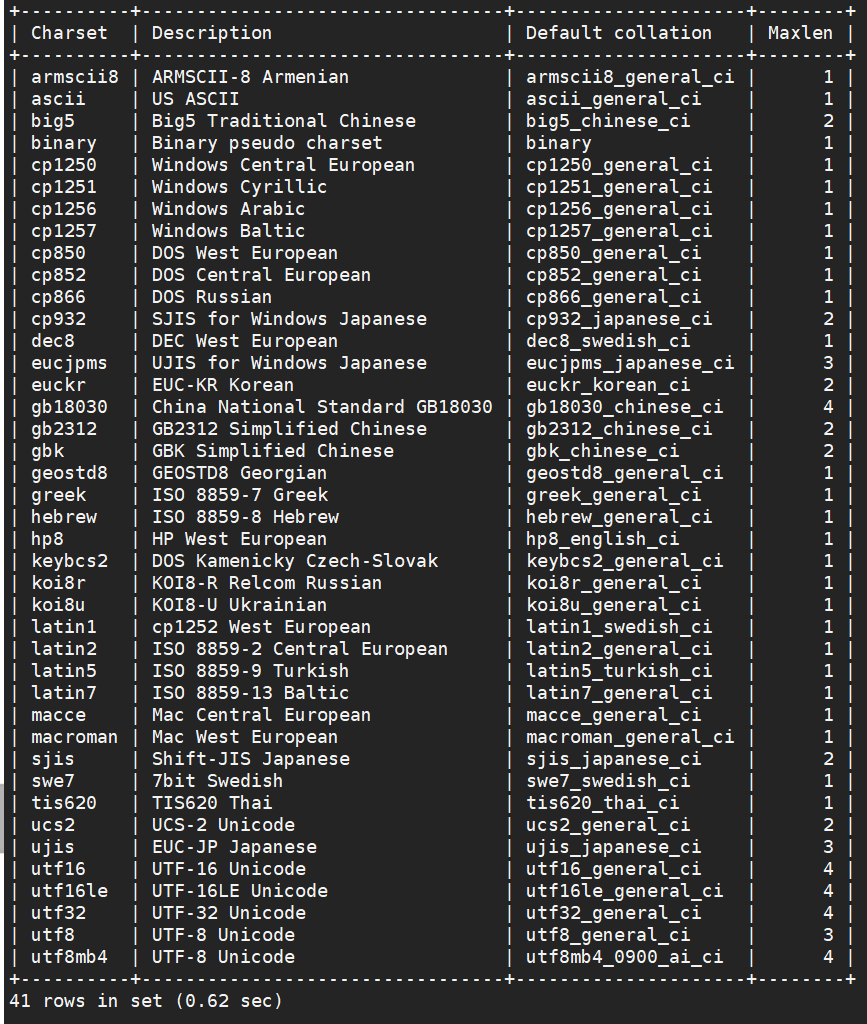 +----------+---------------------------------+---------------------+--------+
| Charset  | Description                     | Default collation   | Maxlen |
+----------+---------------------------------+---------------------+--------+
| armscii8 | ARMSCII-8 Armenian              | armscii8_general_ci |      1 |
| ascii    | US ASCII                        | ascii_general_ci    |      1 |
| big5     | Big5 Traditional Chinese        | big5_chinese_ci     |      2 |
| binary   | Binary pseudo charset           | binary              |      1 |
| cp1250   | Windows Central European        | cp1250_general_ci   |      1 |
| cp1251   | Windows Cyrillic                | cp1251_general_ci   |      1 |
| cp1256   | Windows Arabic                  | cp1256_general_ci   |      1 |
| cp1257   | Windows Baltic                  | cp1257_general_ci   |      1 |
| cp850    | DOS West European               | cp850_general_ci    |      1 |
| cp852    | DOS Central European            | cp852_general_ci    |      1 |
| cp866    | DOS Russian                     | cp866_general_ci    |      1 |
| cp932    | SJIS for Windows Japanese       | cp932_japanese_ci   |      2 |
| dec8     | DEC West European               | dec8_swedish_ci     |      1 |
| eucjpms  | UJIS for Windows Japanese       | eucjpms_japanese_ci |      3 |
| euckr    | EUC-KR Korean                   | euckr_korean_ci     |      2 |
| gb18030  | China National Standard GB18030 | gb18030_chinese_ci  |      4 |
| gb2312   | GB2312 Simplified Chinese       | gb2312_chinese_ci   |      2 |
| gbk      | GBK Simplified Chinese          | gbk_chinese_ci      |      2 |
| geostd8  | GEOSTD8 Georgian                | geostd8_general_ci  |      1 |
| greek    | ISO 8859-7 Greek                | greek_general_ci    |      1 |
| hebrew   | ISO 8859-8 Hebrew               | hebrew_general_ci   |      1 |
| hp8      | HP West European                | hp8_english_ci      |      1 |
| keybcs2  | DOS Kamenicky Czech-Slovak      | keybcs2_general_ci  |      1 |
| koi8r    | KOI8-R Relcom Russian           | koi8r_general_ci    |      1 |
| koi8u    | KOI8-U Ukrainian                | koi8u_general_ci    |      1 |
| latin1   | cp1252 West European            | latin1_swedish_ci   |      1 |
| latin2   | ISO 8859-2 Central European     | latin2_general_ci   |      1 |
| latin5   | ISO 8859-9 Turkish              | latin5_turkish_ci   |      1 |
| latin7   | ISO 8859-13 Baltic              | latin7_general_ci   |      1 |
| macce    | Mac Central European            | macce_general_ci    |      1 |
| macroman | Mac West European               | macroman_general_ci |      1 |
| sjis     | Shift-JIS Japanese              | sjis_japanese_ci    |      2 |
| swe7     | 7bit Swedish                    | swe7_swedish_ci     |      1 |
| tis620   | TIS620 Thai                     | tis620_thai_ci      |      1 |
| ucs2     | UCS-2 Unicode                   | ucs2_general_ci     |      2 |
| ujis     | EUC-JP Japanese                 | ujis_japanese_ci    |      3 |
| utf16    | UTF-16 Unicode                  | utf16_general_ci    |      4 |
| utf16le  | UTF-16LE Unicode                | utf16le_general_ci  |      4 |
| utf32    | UTF-32 Unicode                  | utf32_general_ci    |      4 |
| utf8     | UTF-8 Unicode                   | utf8_general_ci     |      3 |
| utf8mb4  | UTF-8 Unicode                   | utf8mb4_0900_ai_ci  |      4 |
+----------+---------------------------------+---------------------+--------+
41 rows in set (0.62 sec)